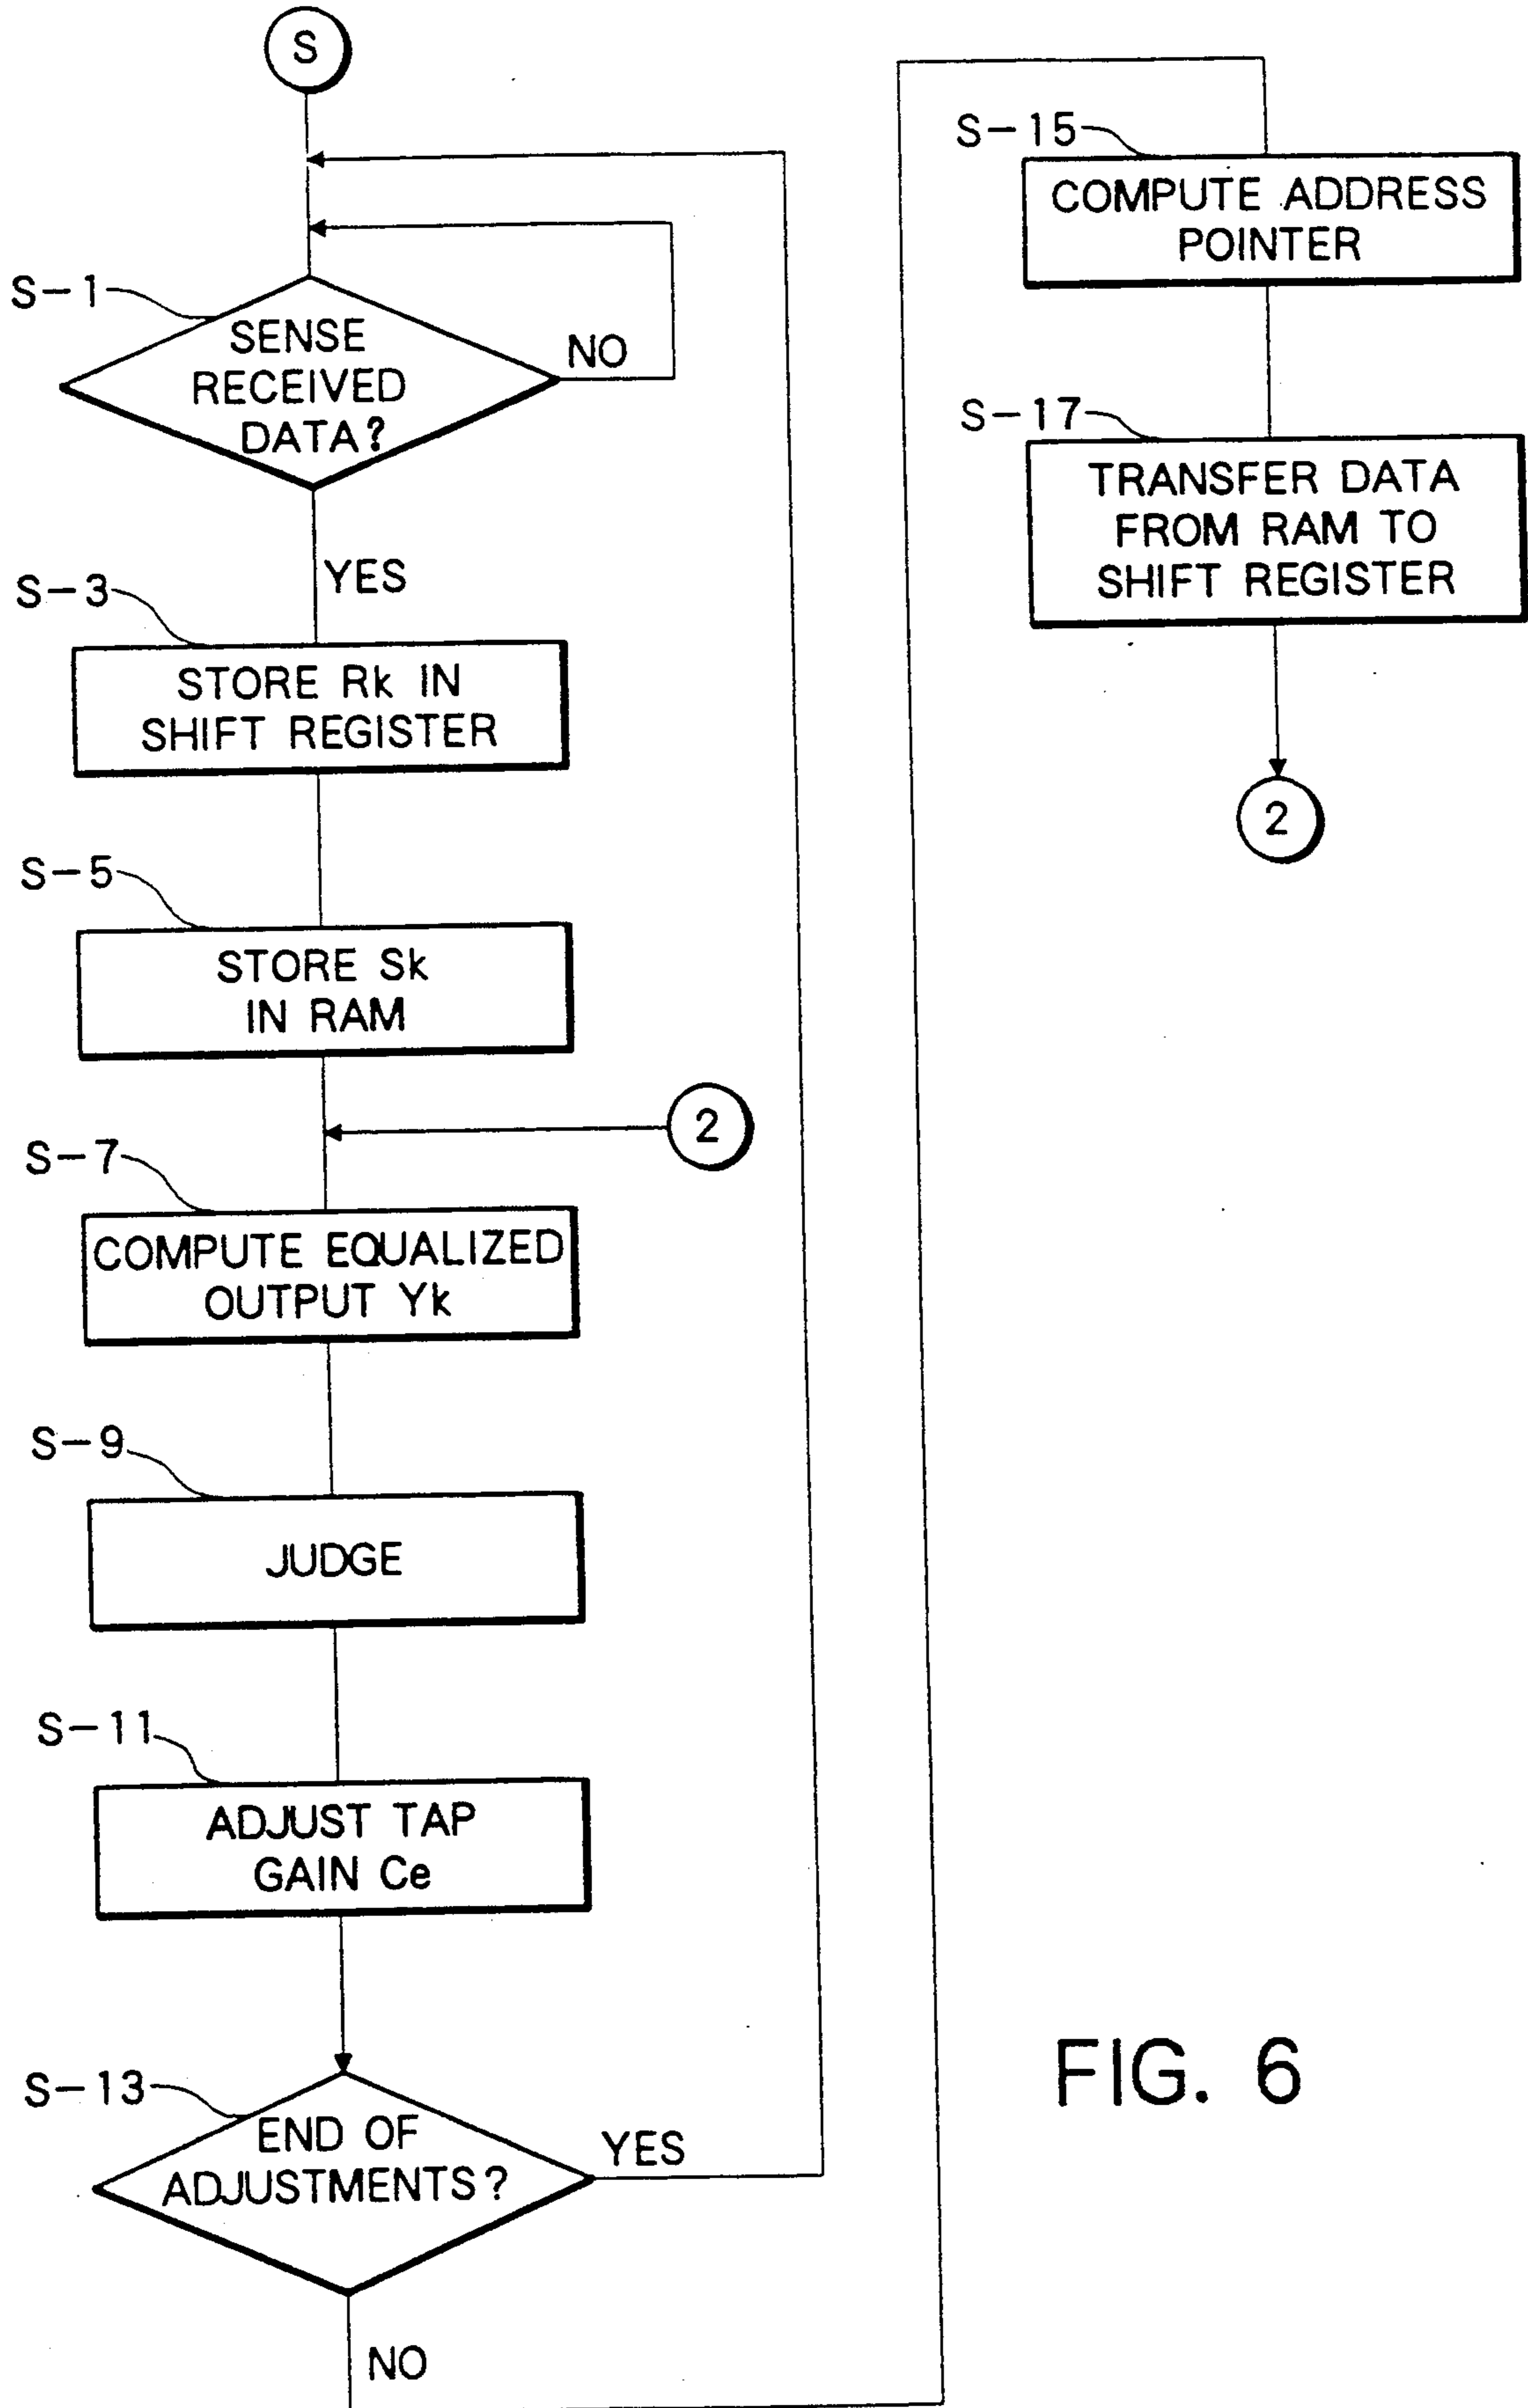 S
S-1
SENSE
RECEIVED
DATA?
NO
YES
S-3
STORE Rk IN
SHIFT REGISTER
S-5
STORE Sk
IN RAM
2
S-7
COMPUTE EQUALIZED
OUTPUT Yk
S-9
JUDGE
S-11
ADJUST TAP
GAIN Ce
S-13
END OF
ADJUSTMENTS?
YES
NO
S-15
COMPUTE ADDRESS
POINTER
S-17
TRANSFER DATA
FROM RAM TO
SHIFT REGISTER
2
FIG. 6